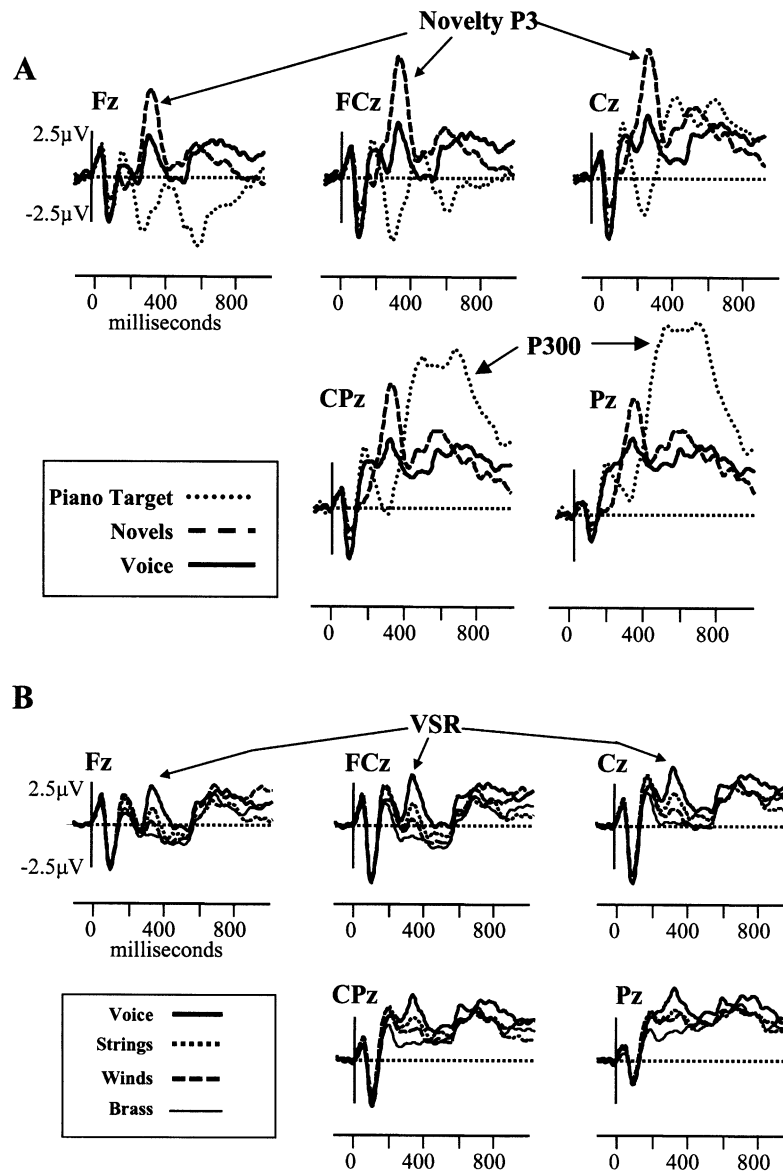 Novelty P3
A
Fz
FCz
Cz
2.5µV
-2.5µV
0 400 800
milliseconds
0 400 800
0 400 800
P300
CPz
Pz
Piano Target
Novels
Voice
0 400 800
0 400 800
B
VSR
Fz
FCz
Cz
2.5µV
-2.5µV
0 400 800
milliseconds
0 400 800
0 400 800
CPz
Pz
Voice
Strings
Winds
Brass
0 400 800
0 400 800